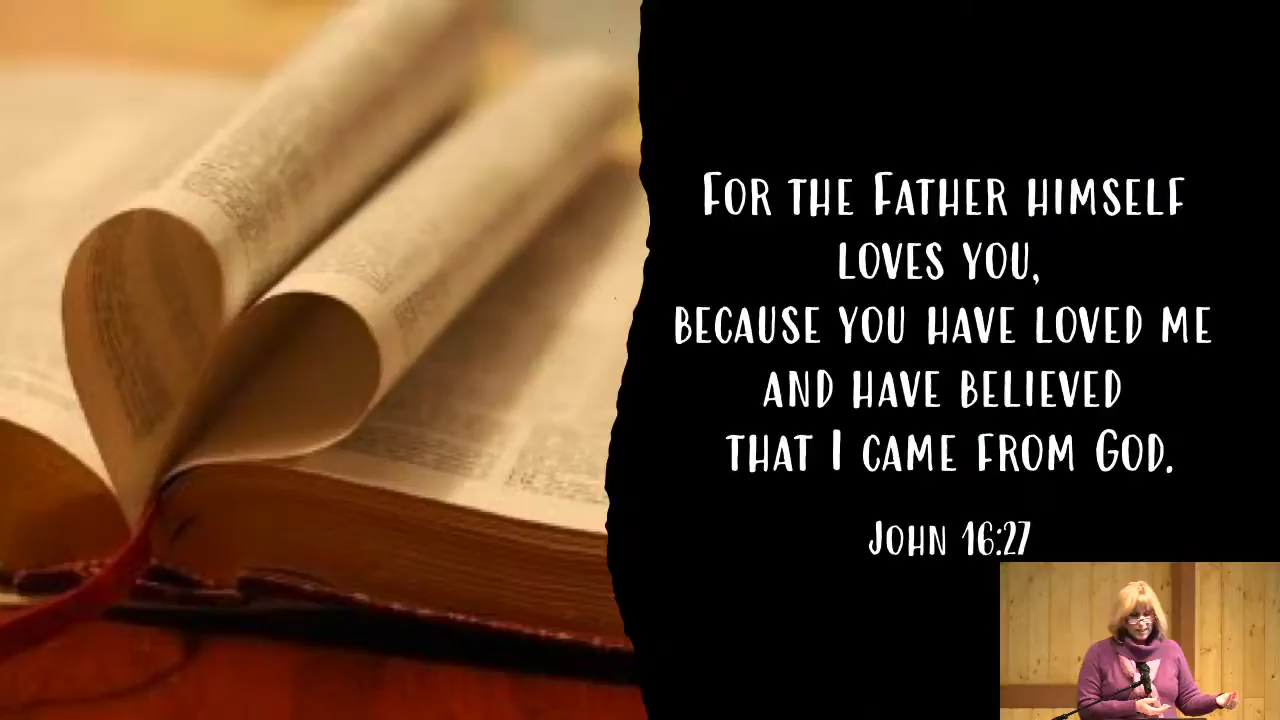 For the Father himself
loves you,
because you have loved me
and have believed
that I came from God.
John 16:27